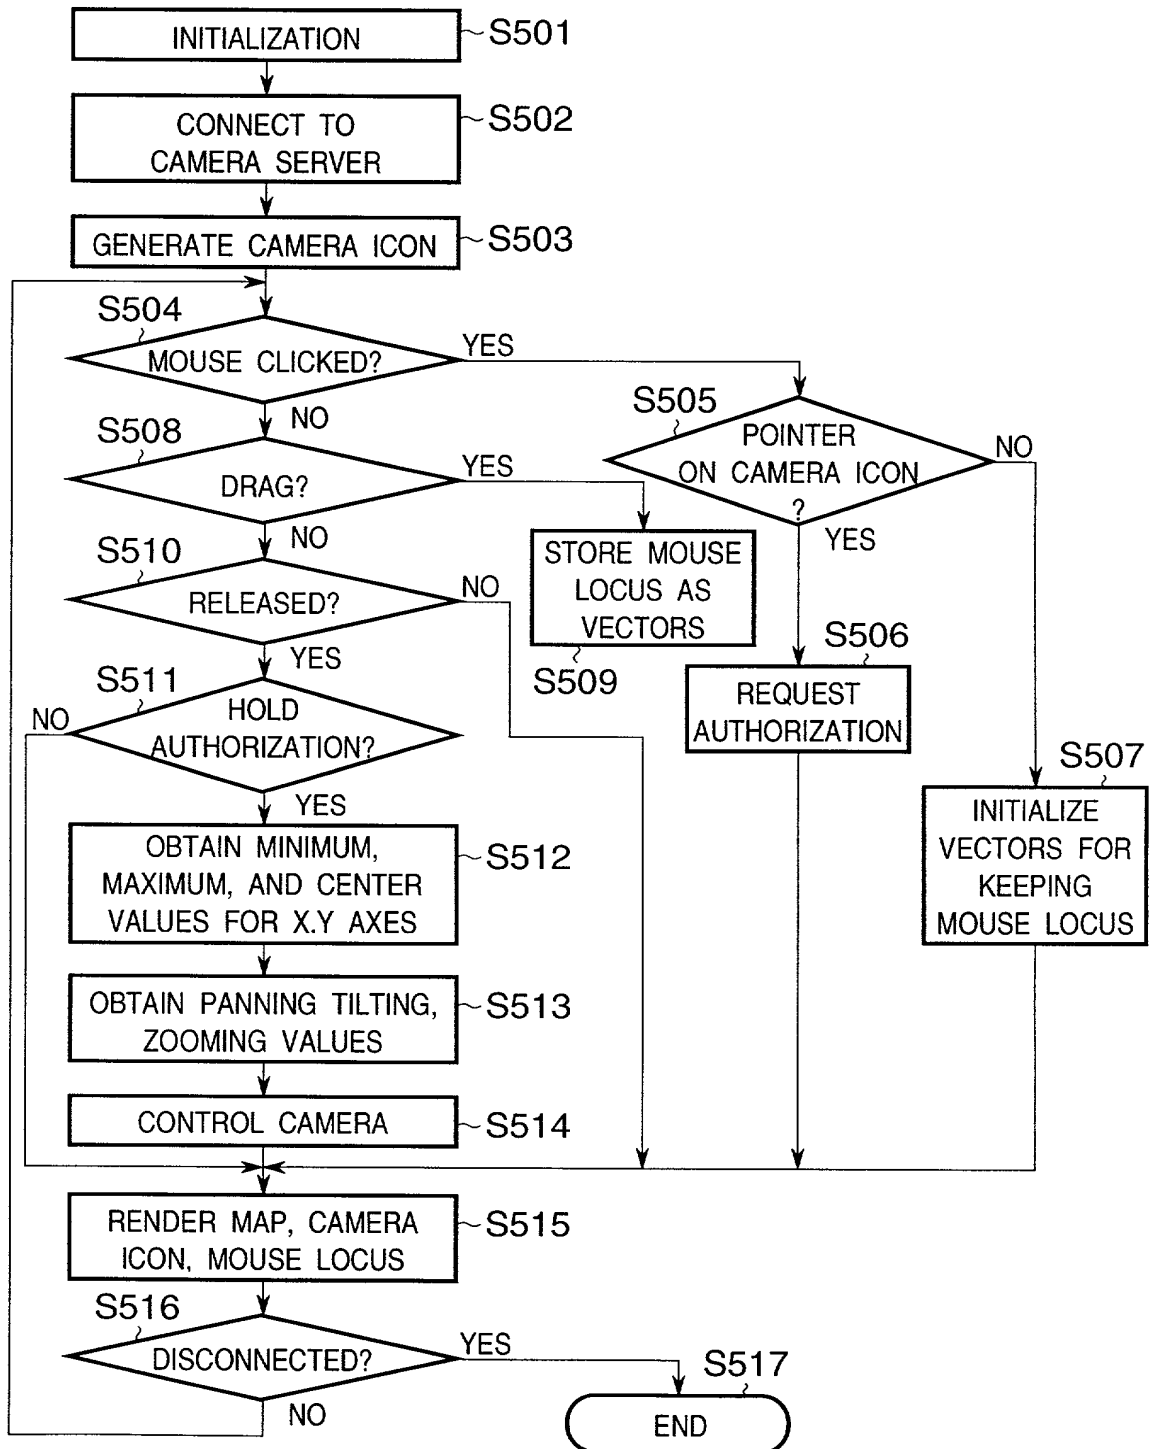 INITIALIZATION
S501
CONNECT TO
CAMERA SERVER
S502
GENERATE CAMERA ICON
S503
S504
MOUSE CLICKED?
YES
NO
S505
POINTER
ON CAMERA ICON
?
NO
YES
S508
DRAG?
YES
NO
STORE MOUSE
LOCUS AS
VECTORS
S509
S506
REQUEST
AUTHORIZATION
S510
RELEASED?
NO
YES
S507
INITIALIZE
VECTORS FOR
KEEPING
MOUSE LOCUS
S511
HOLD
AUTHORIZATION?
NO
YES
OBTAIN MINIMUM,
MAXIMUM, AND CENTER
VALUES FOR X.Y AXES
S512
OBTAIN PANNING TILTING,
ZOOMING VALUES
S513
CONTROL CAMERA
S514
RENDER MAP, CAMERA
ICON, MOUSE LOCUS
S515
S516
DISCONNECTED?
YES
NO
S517
END